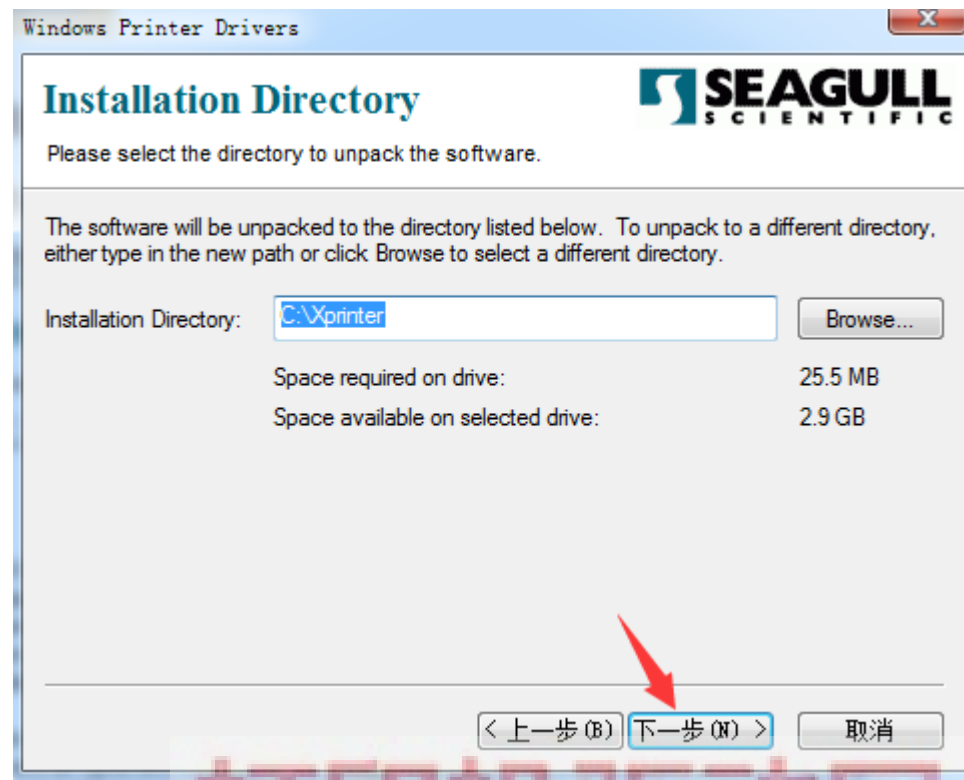 Windows Printer Drivers
Installation Directory
SEAGULL
SCIENTIFIC
Please select the directory to unpack the software.
The software will be unpacked to the directory listed below. To unpack to a different directory,
either type in the new path or click Browse to select a different directory.
Installation Directory: C:\Xprinter Browse...
Space required on drive: 25.5 MB
Space available on selected drive: 2.9 GB
< 上一步(B) 下一步(N) > 取消